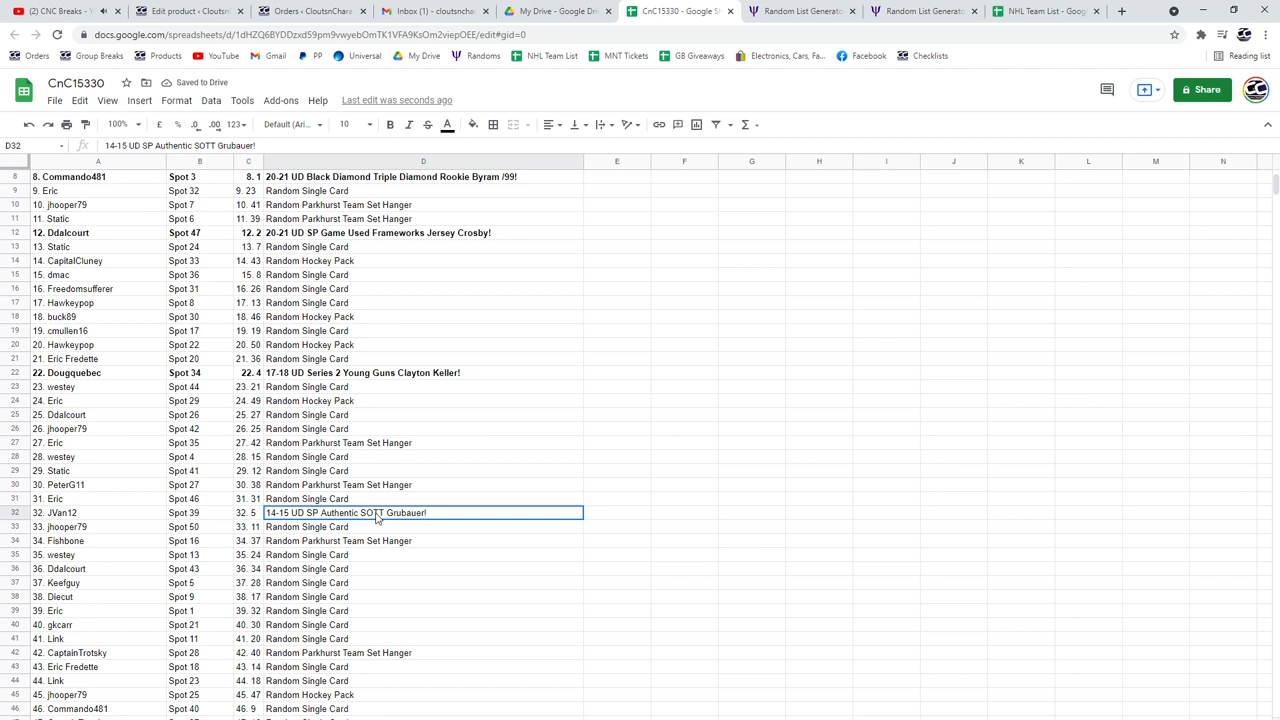 (2) CNC Breaks - Y
Edit product ‹ Cloutsn
Orders ‹ CloutsnChara
Inbox (1) - cloutsnch
My Drive - Google Dri
CnC15330 - Google Sh
Random List Generato
Random List Generato
NHL Team List - Goog
docs.google.com/spreadsheets/d/1dHZQ6BYDDzxd59pm9vwyebOmTK1VFA9KsOm2viepOEE/edit#gid=0
Orders
Group Breaks
Products
YouTube
Gmail
PP
Universal
My Drive
Randoms
NHL Team List
MNT Tickets
GB Giveaways
Electronics, Cars, Fa...
Facebook
Checklists
Reading list
CnC15330
Saved to Drive
File Edit View Insert Format Data Tools Add-ons Help Last edit was seconds ago
Share
100% £ % .0 .00 123 Default (Ari... 10 B I S A
D32 fx 14-15 UD SP Authentic SOTT Grubauer!
A B C D E F G H I J K L M N
8 8. Commando481 Spot 3 8. 1 20-21 UD Black Diamond Triple Diamond Rookie Byram /99!
9 9. Eric Spot 32 9. 23 Random Single Card
10 10. jhooper79 Spot 7 10. 41 Random Parkhurst Team Set Hanger
11 11. Static Spot 6 11. 39 Random Parkhurst Team Set Hanger
12 12. Ddalcourt Spot 47 12. 2 20-21 UD SP Game Used Frameworks Jersey Crosby!
13 13. Static Spot 24 13. 7 Random Single Card
14 14. CapitalCluney Spot 33 14. 43 Random Hockey Pack
15 15. dmac Spot 36 15. 8 Random Single Card
16 16. Freedomsufferer Spot 31 16. 26 Random Single Card
17 17. Hawkeypop Spot 8 17. 13 Random Single Card
18 18. buck89 Spot 30 18. 46 Random Hockey Pack
19 19. cmullen16 Spot 17 19. 19 Random Single Card
20 20. Hawkeypop Spot 22 20. 50 Random Hockey Pack
21 21. Eric Fredette Spot 20 21. 36 Random Single Card
22 22. Dougquebec Spot 34 22. 4 17-18 UD Series 2 Young Guns Clayton Keller!
23 23. westey Spot 44 23. 21 Random Single Card
24 24. Eric Spot 29 24. 49 Random Hockey Pack
25 25. Ddalcourt Spot 26 25. 27 Random Single Card
26 26. jhooper79 Spot 42 26. 25 Random Single Card
27 27. Eric Spot 35 27. 42 Random Parkhurst Team Set Hanger
28 28. westey Spot 4 28. 15 Random Single Card
29 29. Static Spot 41 29. 12 Random Single Card
30 30. PeterG11 Spot 27 30. 38 Random Parkhurst Team Set Hanger
31 31. Eric Spot 46 31. 31 Random Single Card
32 32. JVan12 Spot 39 32. 5 14-15 UD SP Authentic SOTT Grubauer!
33 33. jhooper79 Spot 50 33. 11 Random Single Card
34 34. Fishbone Spot 16 34. 37 Random Parkhurst Team Set Hanger
35 35. westey Spot 13 35. 24 Random Single Card
36 36. Ddalcourt Spot 43 36. 34 Random Single Card
37 37. Keefguy Spot 5 37. 28 Random Single Card
38 38. Diecut Spot 9 38. 17 Random Single Card
39 39. Eric Spot 1 39. 32 Random Single Card
40 40. gkcarr Spot 21 40. 30 Random Single Card
41 41. Link Spot 11 41. 20 Random Single Card
42 42. CaptainTrotsky Spot 28 42. 40 Random Parkhurst Team Set Hanger
43 43. Eric Fredette Spot 18 43. 14 Random Single Card
44 44. Link Spot 23 44. 18 Random Single Card
45 45. jhooper79 Spot 25 45. 47 Random Hockey Pack
46 46. Commando481 Spot 40 46. 9 Random Single Card